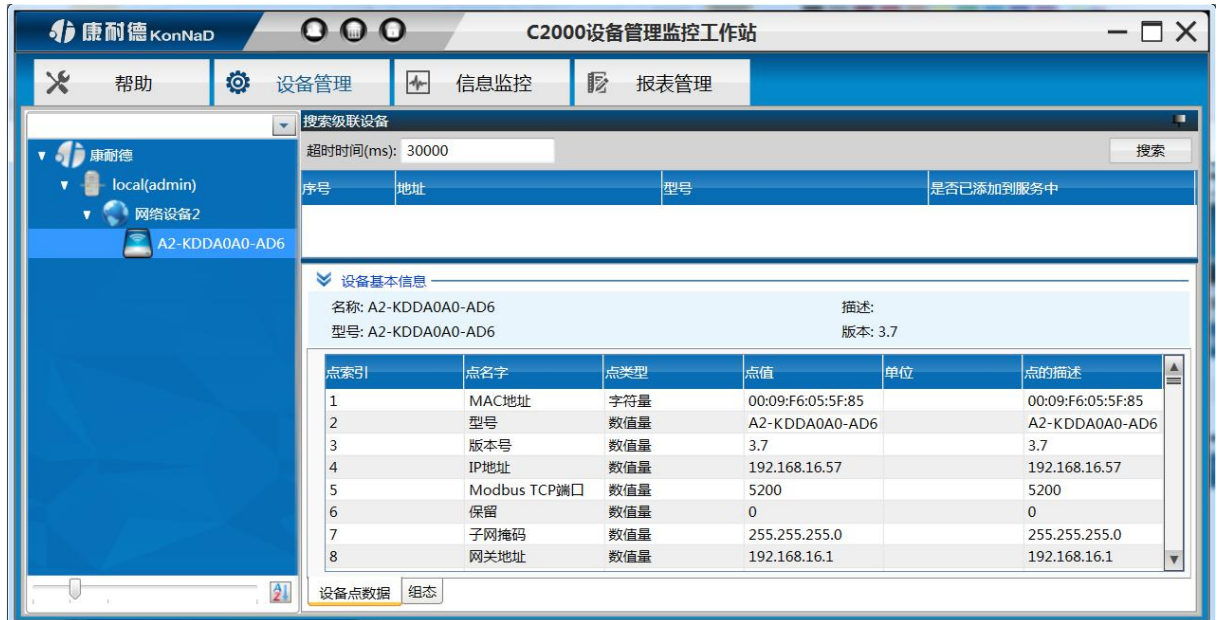 康耐德 KonNaD C2000设备管理监控工作站
帮助 设备管理 信息监控 报表管理
搜索级联设备
康耐德
超时时间(ms): 30000 搜索
local(admin)
序号 地址 型号 是否已添加到服务中
网络设备2
A2-KDDA0A0-AD6
设备基本信息
名称: A2-KDDA0A0-AD6 描述:
型号: A2-KDDA0A0-AD6 版本: 3.7
点索引 点名字 点类型 点值 单位 点的描述
1 MAC地址 字符量 00:09:F6:05:5F:85 00:09:F6:05:5F:85
2 型号 数值量 A2-KDDA0A0-AD6 A2-KDDA0A0-AD6
3 版本号 数值量 3.7 3.7
4 IP地址 数值量 192.168.16.57 192.168.16.57
5 Modbus TCP端口 数值量 5200 5200
6 保留 数值量 0 0
7 子网掩码 数值量 255.255.255.0 255.255.255.0
8 网关地址 数值量 192.168.16.1 192.168.16.1
设备点数据 组态